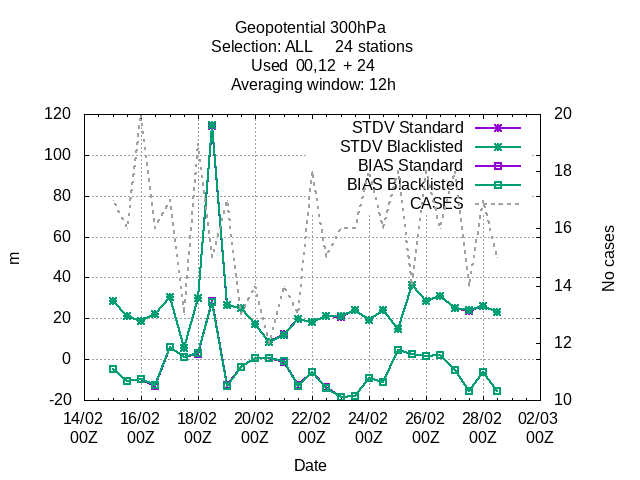 Geopotential 300hPa
Selection: ALL 24 stations
Used 00,12 + 24
Averaging window: 12h
120
100
80
60
40
20
0
-20
m
20
18
16
14
12
10
No cases
STDV Standard
STDV Blacklisted
BIAS Standard
BIAS Blacklisted
CASES
14/02 16/02 18/02 20/02 22/02 24/02 26/02 28/02 02/03
00Z 00Z 00Z 00Z 00Z 00Z 00Z 00Z 00Z
Date